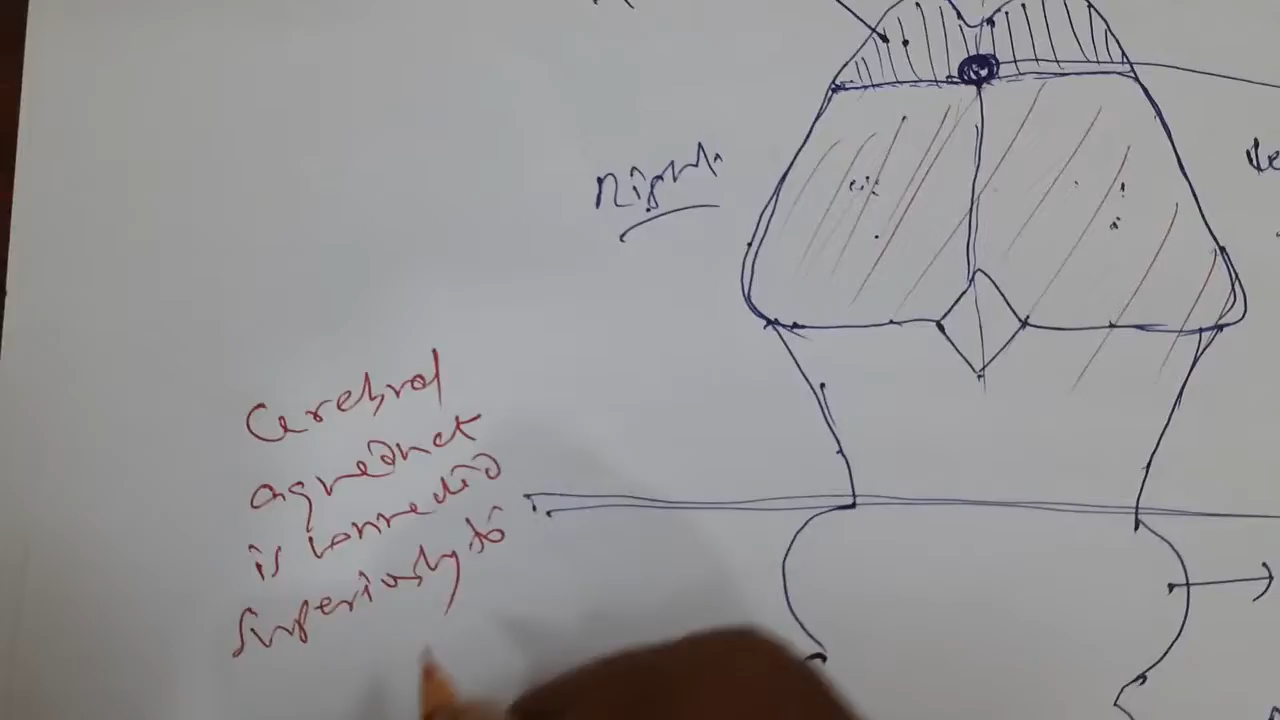 Right
Cerebral
aqueduct
is connected
Superiorly to